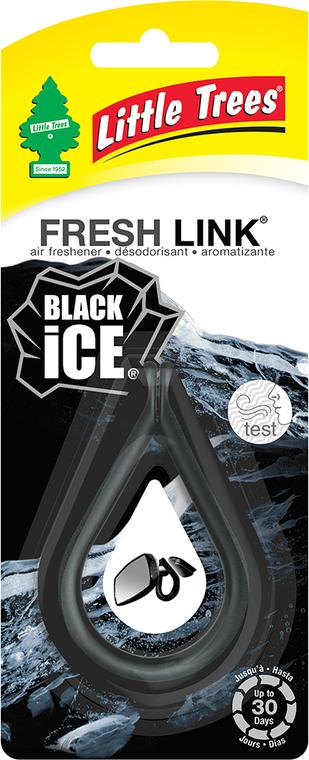 Little Trees
Since 1952
Little Trees®
FRESH LINK®
air freshener • désodorisant • aromatizante
BLACK
iCE®
test
Jusqu'à • Hasta
Up to
30
Days
Jours • Dias